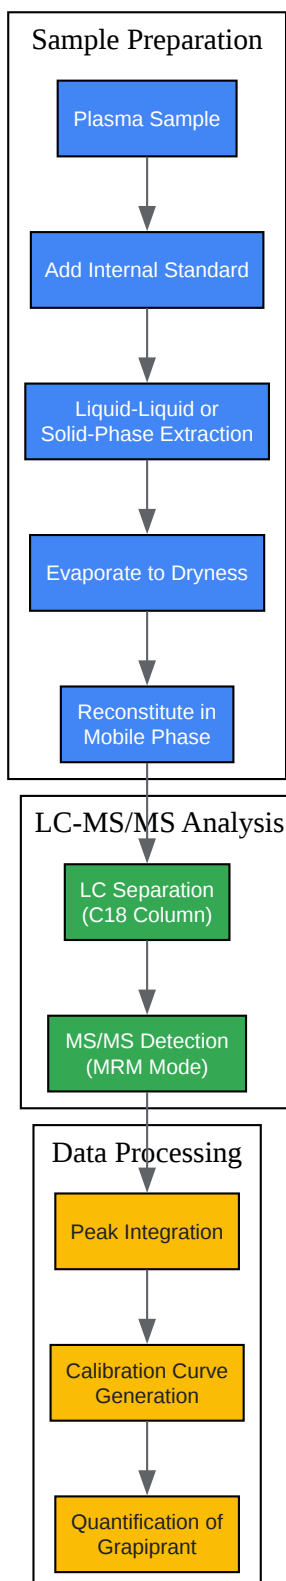 Sample Preparation
Plasma Sample
Add Internal Standard
Liquid-Liquid or
Solid-Phase Extraction
Evaporate to Dryness
Reconstitute in
Mobile Phase
LC-MS/MS Analysis
LC Separation
(C18 Column)
MS/MS Detection
(MRM Mode)
Data Processing
Peak Integration
Calibration Curve
Generation
Quantification of
Grapiprant